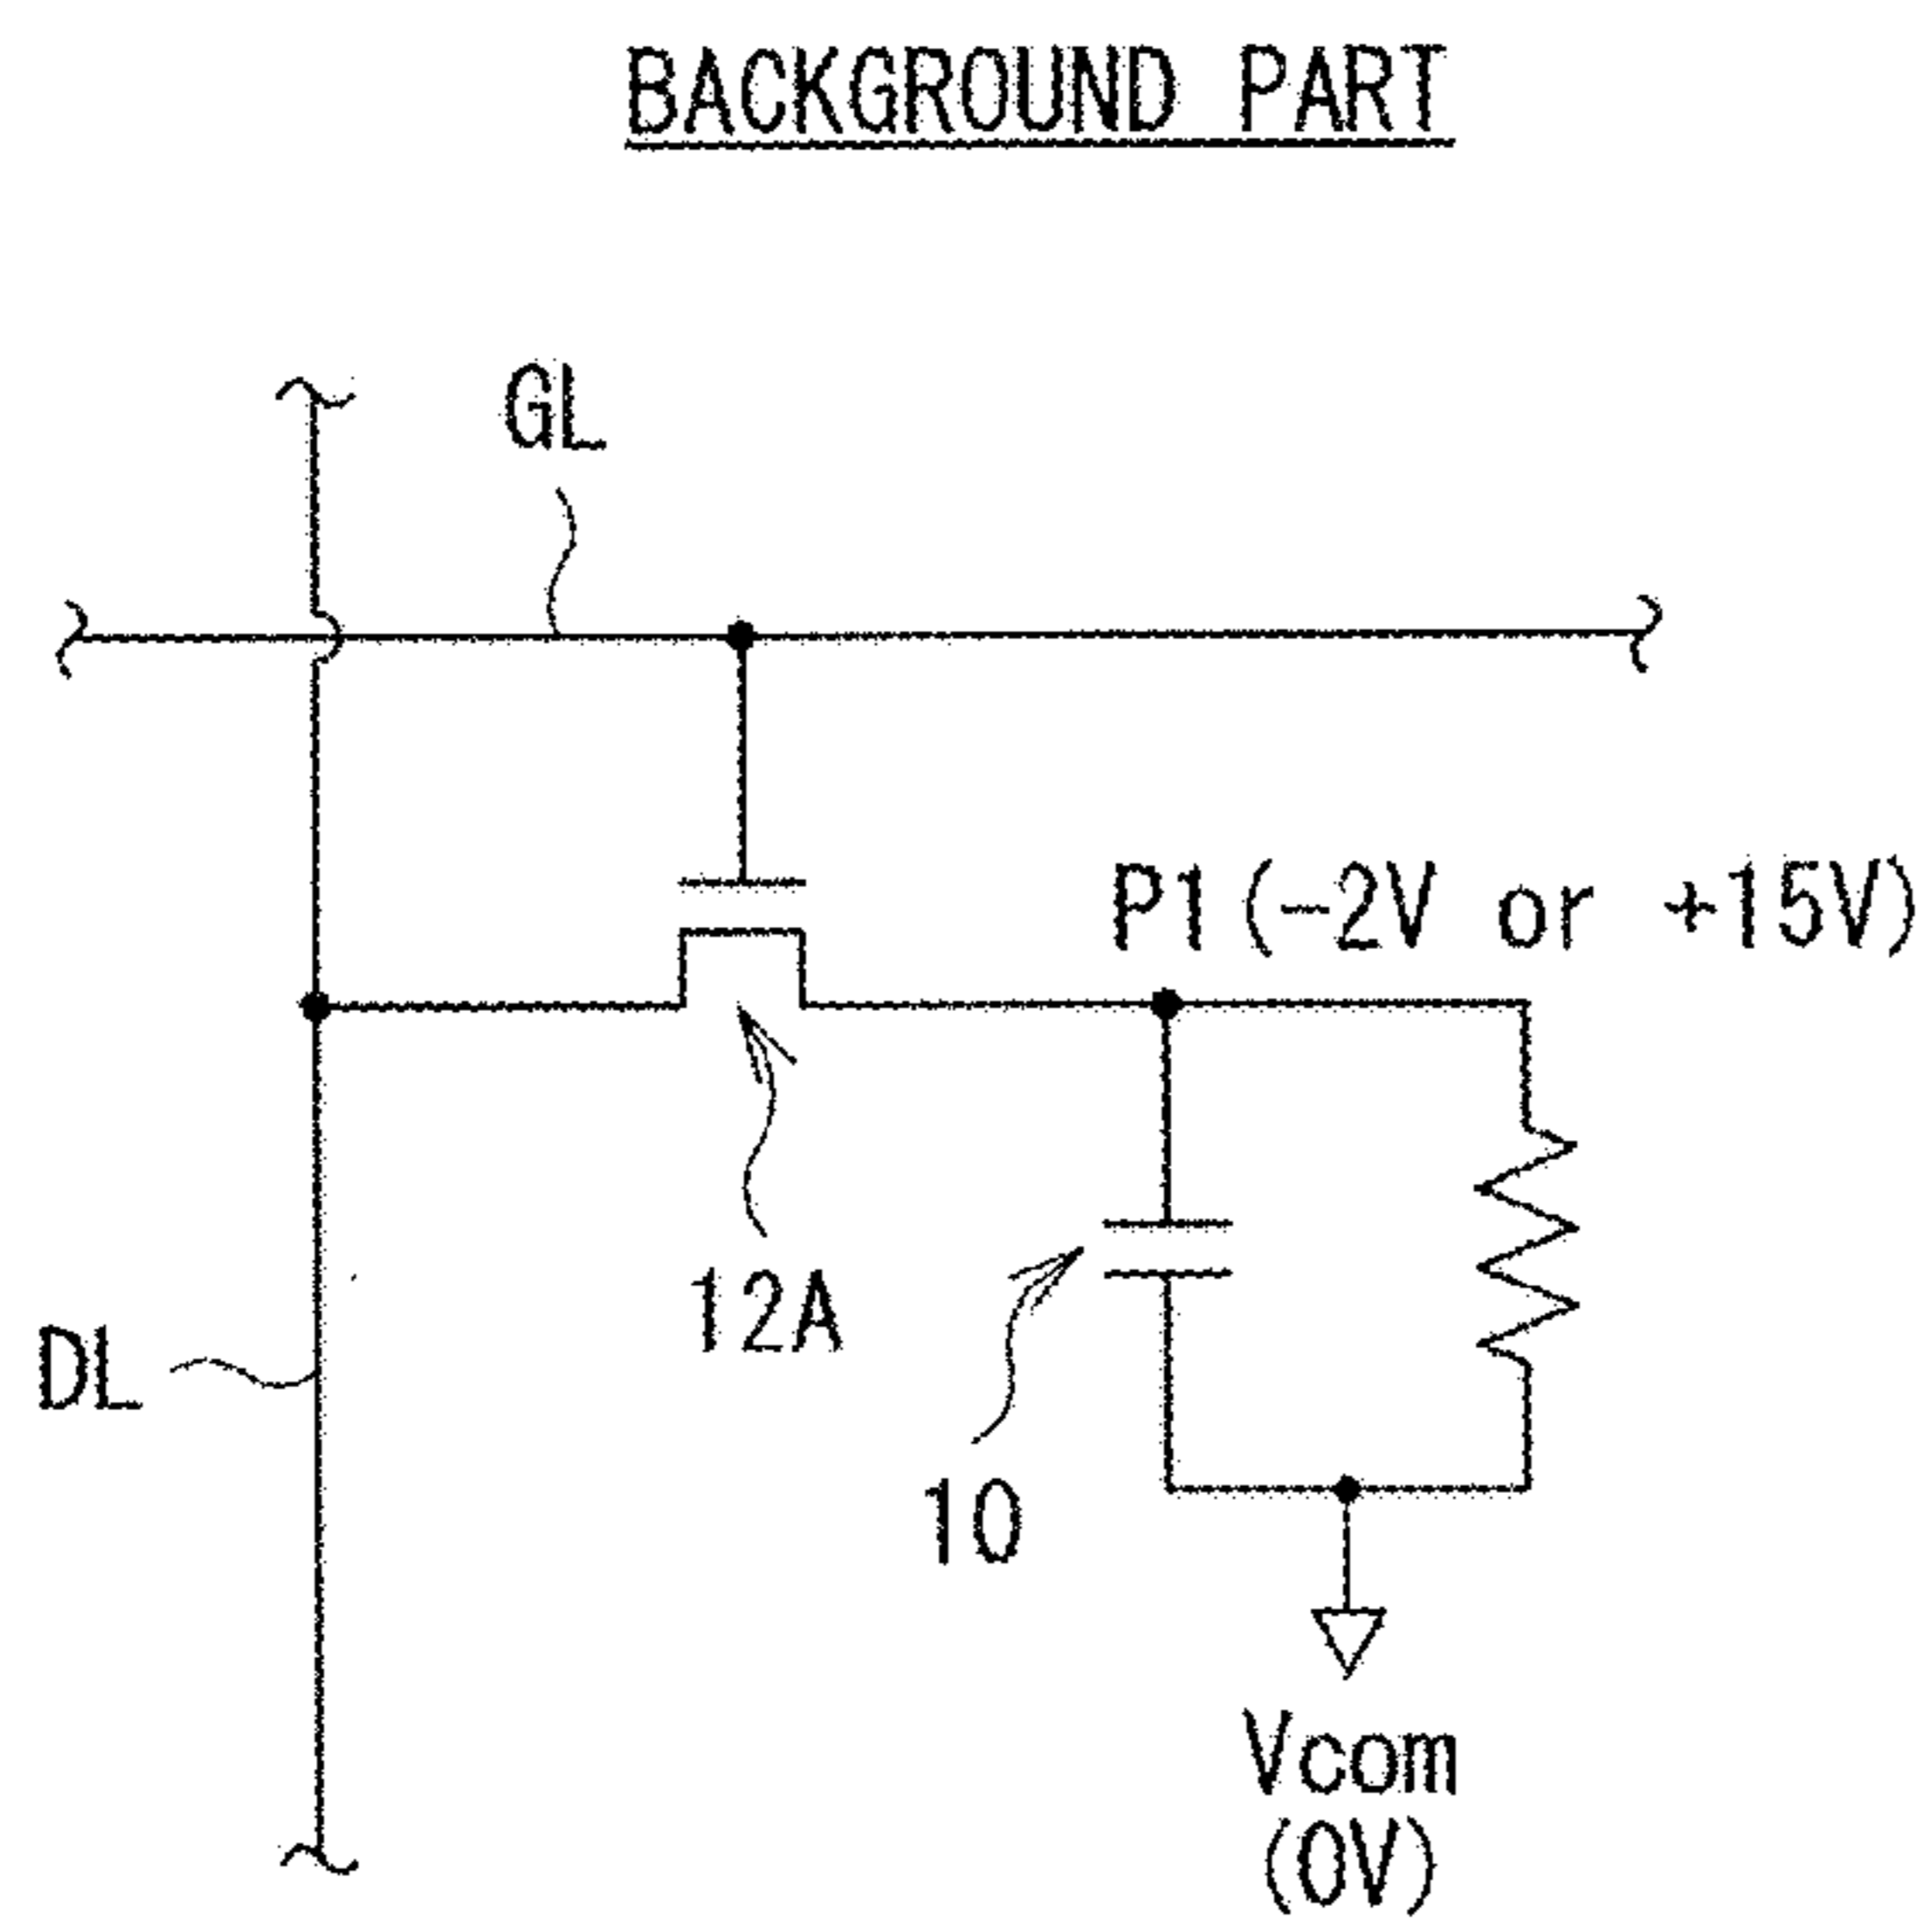 BACKGROUND PART
GL
P1(-2V or +15V)
12A
DL
10
Vcom
(0V)